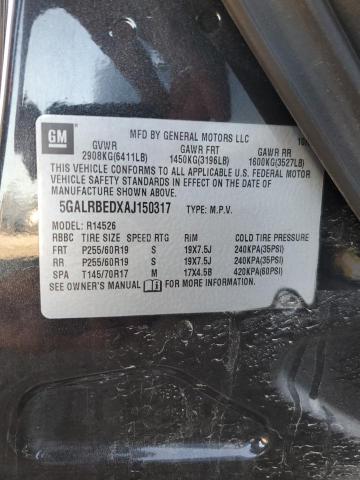 GM
MFD BY GENERAL MOTORS LLC
GVWR GAWR FRT GAWR RR
2908KG(6411LB) 1450KG(3196LB) 1600KG(3527LB)
THIS VEHICLE CONFORMS TO ALL APPLICABLE U.S. FEDERAL MOTOR
VEHICLE SAFETY STANDARDS IN EFFECT ON THE DATE OF
MANUFACTURE SHOWN ABOVE.
5GALRBEDXAJ150317 TYPE: M.P.V.
MODEL: R14526
RBBC TIRE SIZE SPEED RTG RIM COLD TIRE PRESSURE
FRT P255/60R19 S 19X7.5J 240KPA(35PSI)
RR P255/60R19 S 19X7.5J 240KPA(35PSI)
SPA T145/70R17 M 17X4.5B 420KPA(60PSI)
SEE OWNER'S MANUAL FOR MORE INFORMATION